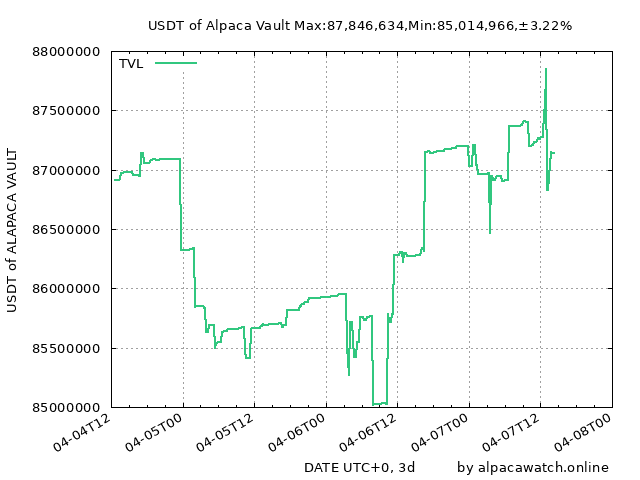 USDT of Alpaca Vault Max:87,846,634,Min:85,014,966,±3.22%
88000000
TVL
87500000
87000000
86500000
86000000
85500000
85000000
USDT of ALAPACA VAULT
04-04T12
04-05T00
04-05T12
04-06T00
04-06T12
04-07T00
04-07T12
04-08T00
DATE UTC+0, 3d
by alpacawatch.online